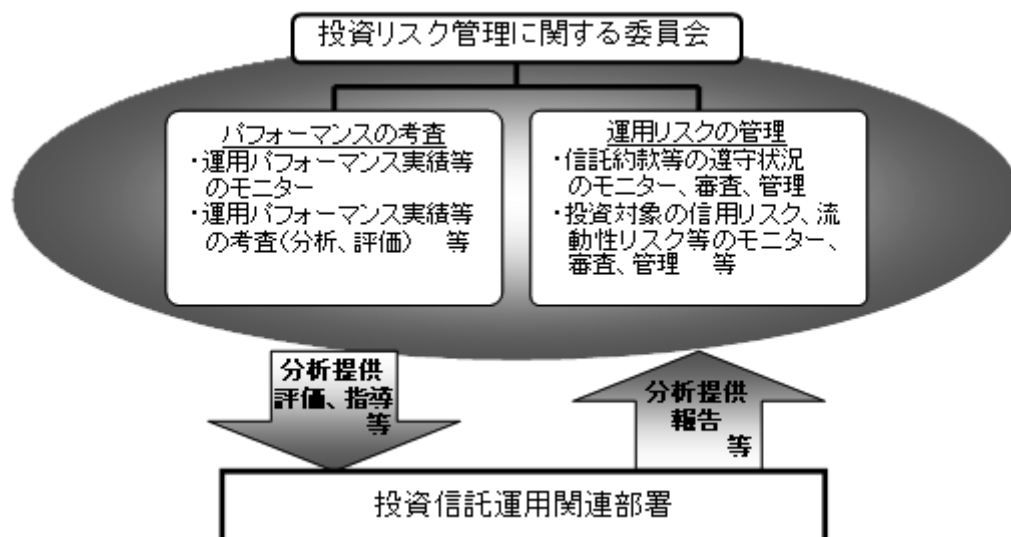 投資リスク管理に関する委員会
パフォーマンスの考査
・運用パフォーマンス実績等
のモニター
・運用パフォーマンス実績等
の考査(分析、評価)　等
運用リスクの管理
・信託約款等の遵守状況
のモニター、審査、管理
・投資対象の信用リスク、流
動性リスク等のモニター、
審査、管理　等
分析提供
評価、指導
等
分析提供
報告
等
投資信託運用関連部署